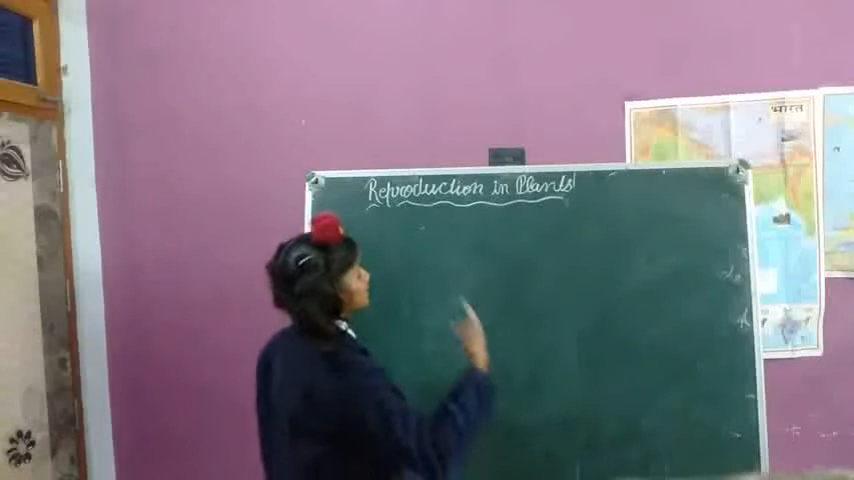 Reproduction in Plants
भारत